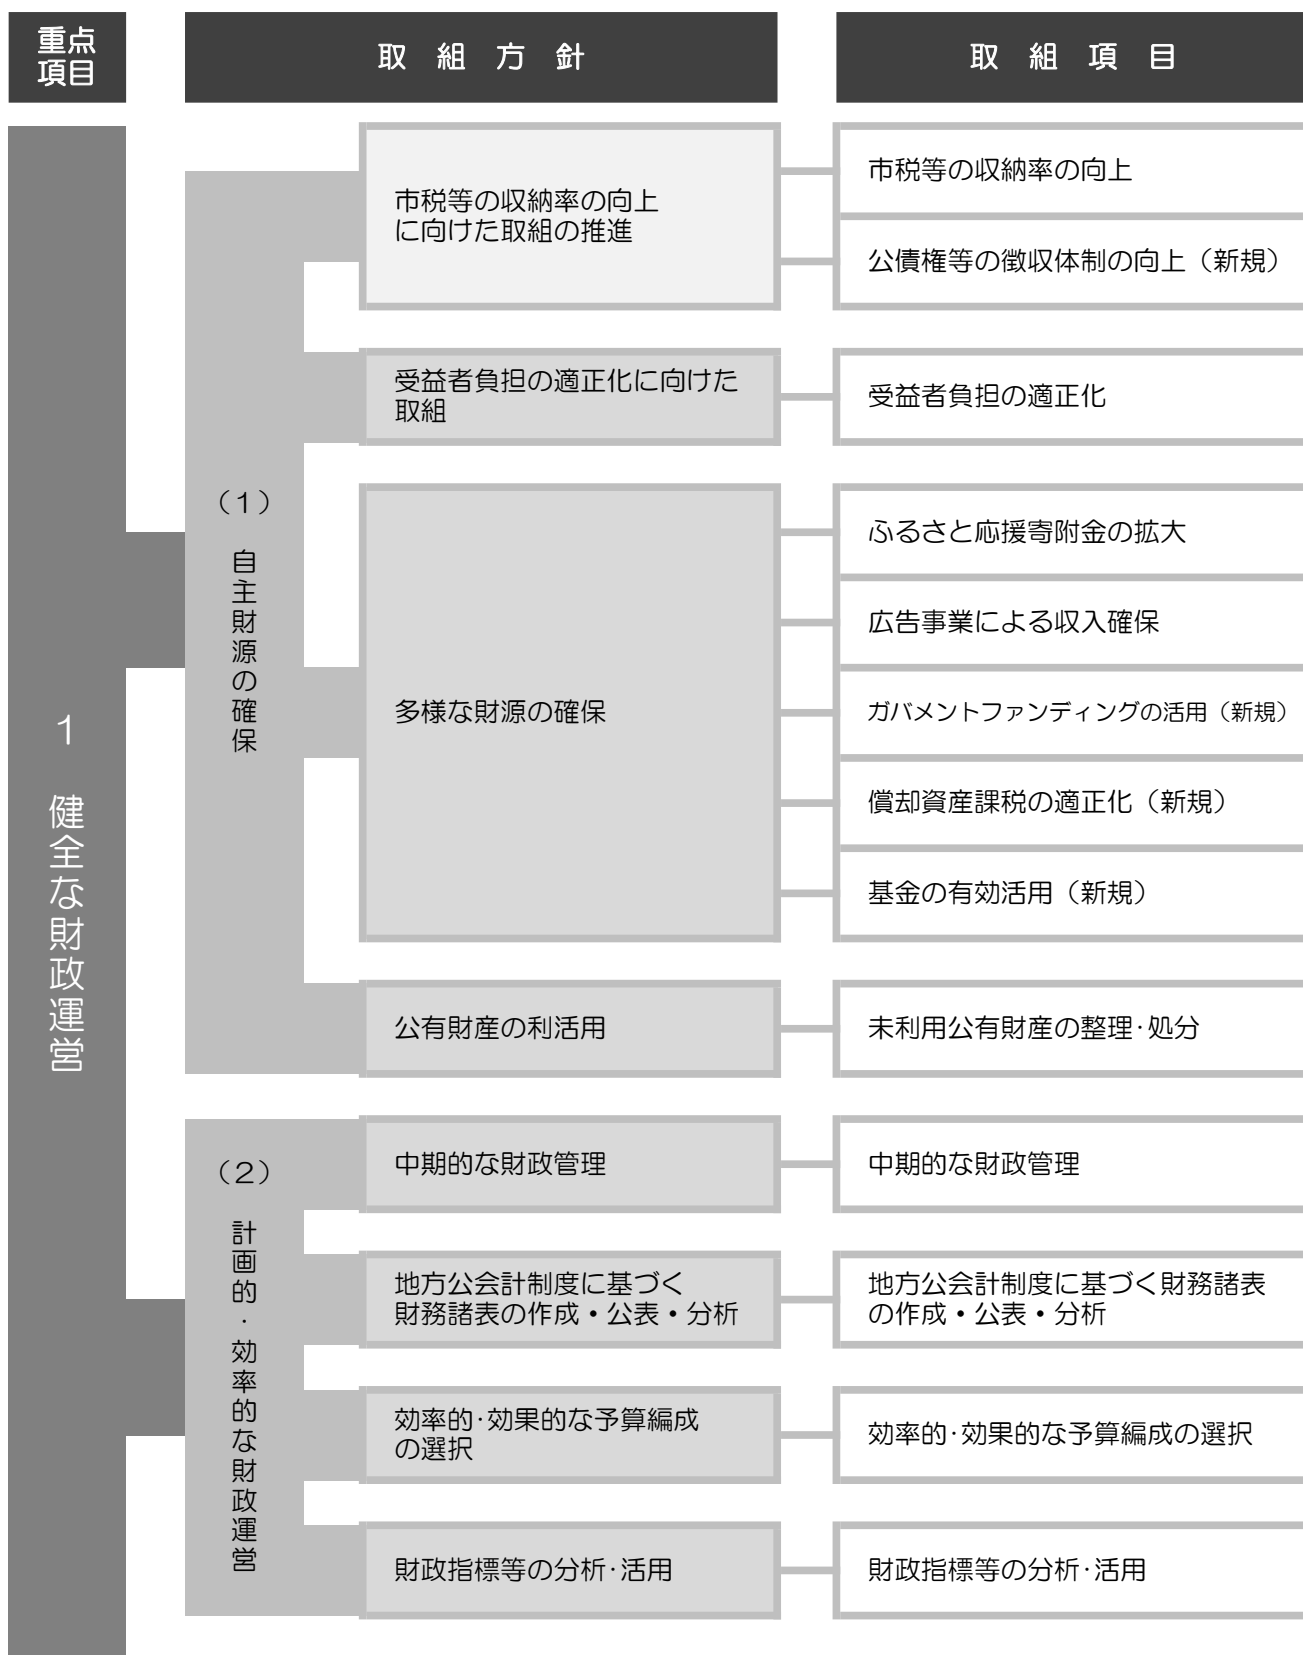 重点
項目
取組方針
取組項目
1 健全な財政運営
（1） 自主財源の確保
市税等の収納率の向上
に向けた取組の推進
市税等の収納率の向上
公債権等の徴収体制の向上（新規）
受益者負担の適正化に向けた
取組
受益者負担の適正化
多様な財源の確保
ふるさと応援寄附金の拡大
広告事業による収入確保
ガバメントファンディングの活用（新規）
償却資産課税の適正化（新規）
基金の有効活用（新規）
公有財産の利活用
未利用公有財産の整理･処分
（2） 計画的･効率的な財政運営
中期的な財政管理
中期的な財政管理
地方公会計制度に基づく
財務諸表の作成・公表・分析
地方公会計制度に基づく財務諸表
の作成・公表・分析
効率的･効果的な予算編成
の選択
効率的･効果的な予算編成の選択
財政指標等の分析･活用
財政指標等の分析･活用